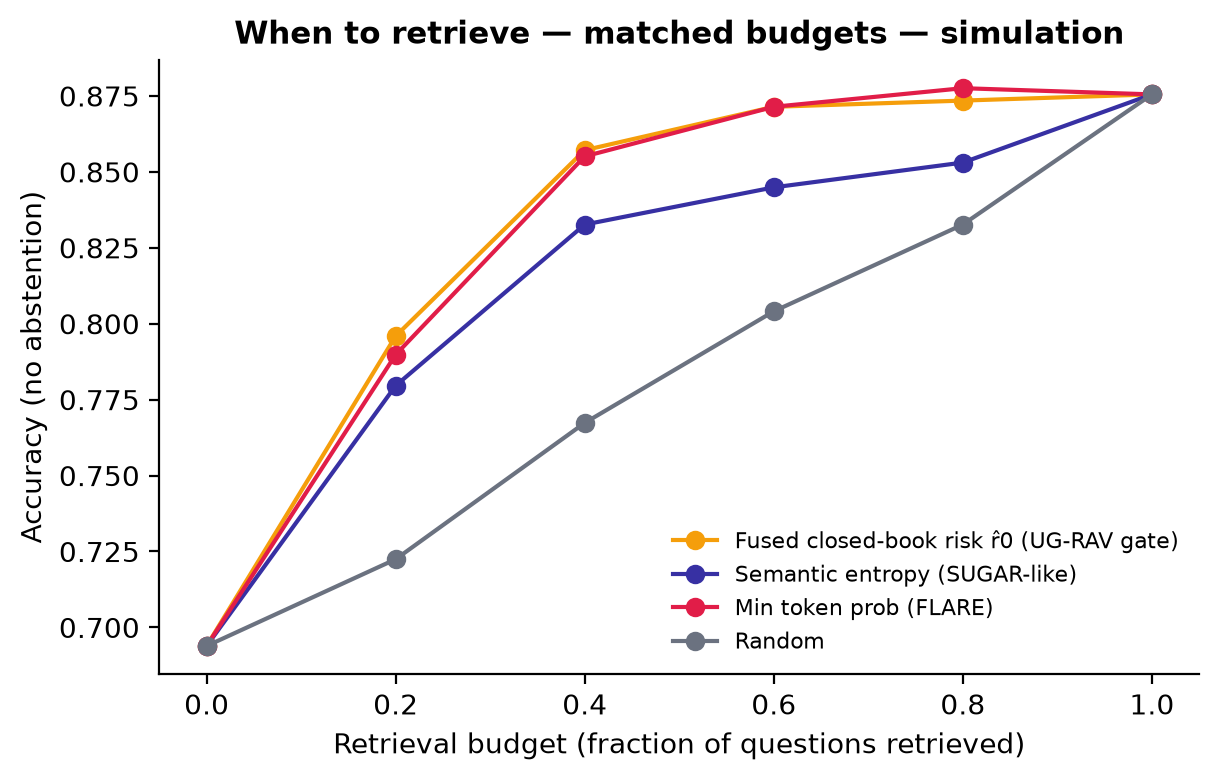 When to retrieve — matched budgets — simulation
Accuracy (no abstention)
0.875
0.850
0.825
0.800
0.775
0.750
0.725
0.700
Fused closed-book risk r̂0 (UG-RAV gate)
Semantic entropy (SUGAR-like)
Min token prob (FLARE)
Random
0.0 0.2 0.4 0.6 0.8 1.0
Retrieval budget (fraction of questions retrieved)